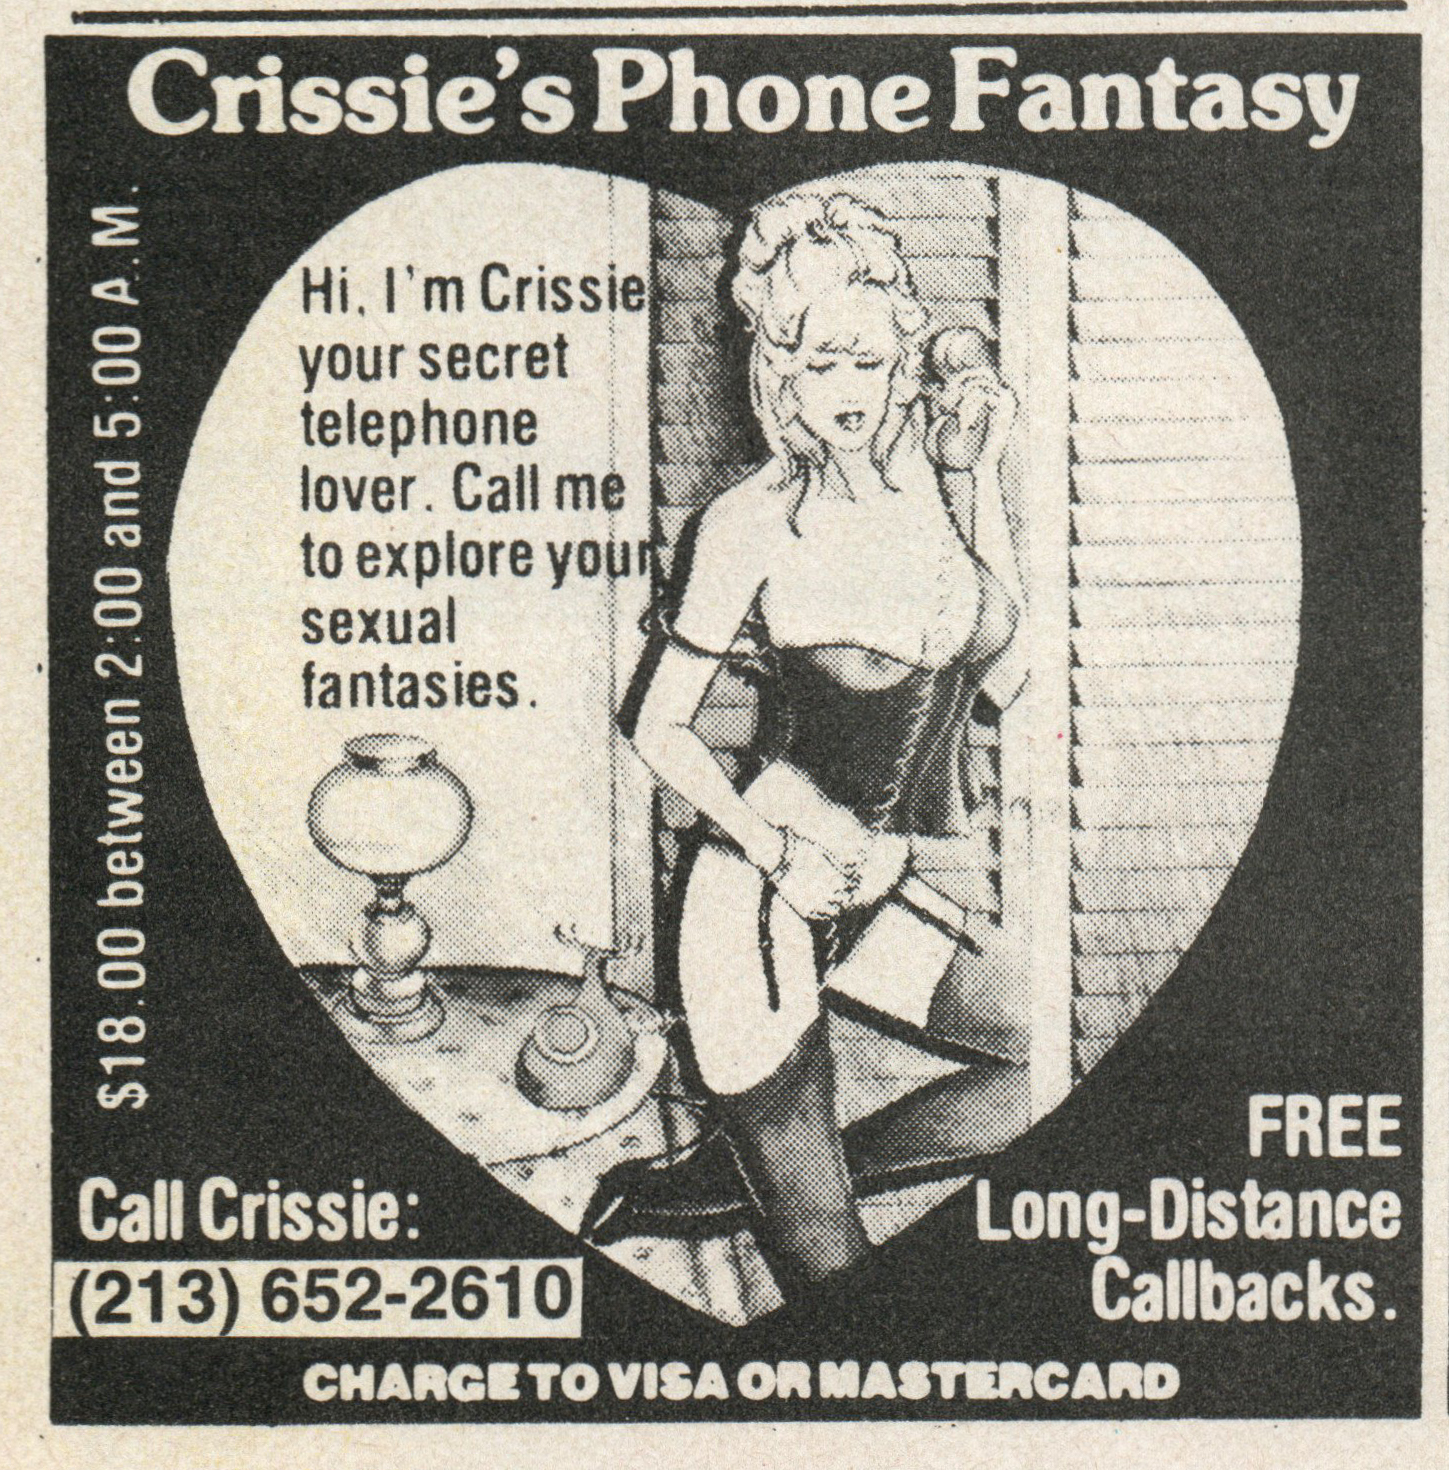 Crissie's Phone Fantasy
$18.00 between 2:00 and 5:00 A.M.
Hi, I'm Crissie
your secret
telephone
lover. Call me
to explore your
sexual
fantasies.
Call Crissie:
(213) 652-2610
FREE
Long-Distance
Callbacks.
CHARGE TO VISA OR MASTERCARD